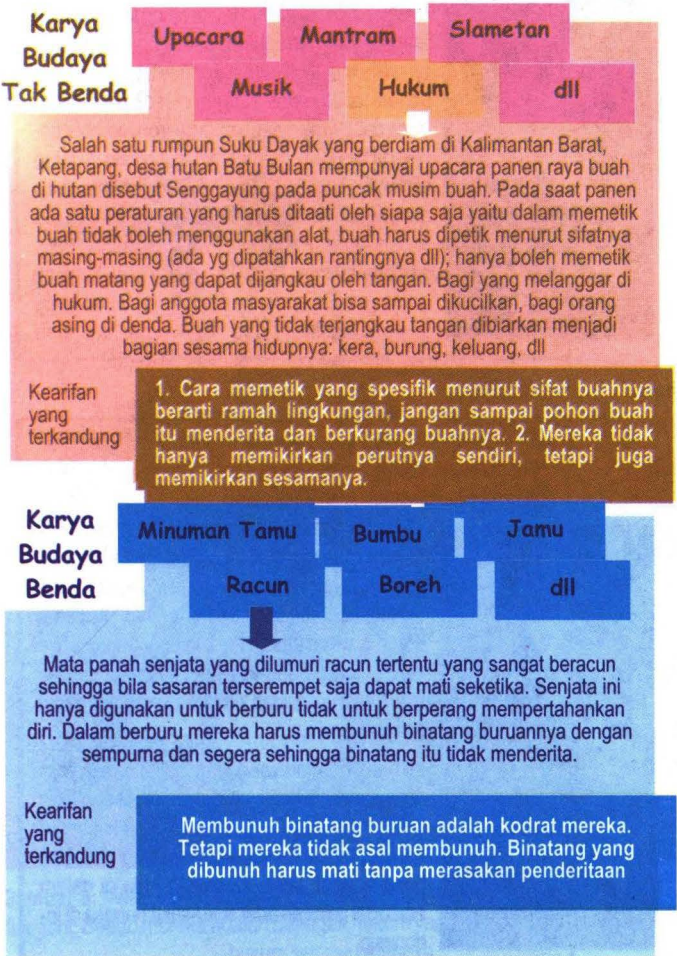 Karya
Budaya
Tak Benda
Upacara
Mantram
Slametan
Musik
Hukum
dll
Salah satu rumpun Suku Dayak yang berdiam di Kalimantan Barat,
Ketapang, desa hutan Batu Bulan mempunyai upacara panen raya buah
di hutan disebut Senggayung pada puncak musim buah. Pada saat panen
ada satu peraturan yang harus ditaati oleh siapa saja yaitu dalam memetik
buah tidak boleh menggunakan alat, buah harus dipetik menurut sifatnya
masing-masing (ada yg dipatahkan rantingnya dll); hanya boleh memetik
buah matang yang dapat dijangkau oleh tangan. Bagi yang melanggar di
hukum. Bagi anggota masyarakat bisa sampai dikucilkan, bagi orang
asing di denda. Buah yang tidak terjangkau tangan dibiarkan menjadi
bagian sesama hidupnya: kera, burung, keluang, dll
Kearifan
yang
terkandung
1. Cara memetik yang spesifik menurut sifat buahnya
berarti ramah lingkungan, jangan sampai pohon buah
itu menderita dan berkurang buahnya. 2. Mereka tidak
hanya memikirkan perutnya sendiri, tetapi juga
memikirkan sesamanya.
Karya
Budaya
Benda
Minuman Tamu
Bumbu
Jamu
Racun
Boreh
dll
Mata panah senjata yang dilumuri racun tertentu yang sangat beracun
sehingga bila sasaran terserempet saja dapat mati seketika. Senjata ini
hanya digunakan untuk berburu tidak untuk berperang mempertahankan
diri. Dalam berburu mereka harus membunuh binatang buruannya dengan
sempurna dan segera sehingga binatang itu tidak menderita.
Kearifan
yang
terkandung
Membunuh binatang buruan adalah kodrat mereka.
Tetapi mereka tidak asal membunuh. Binatang yang
dibunuh harus mati tanpa merasakan penderitaan